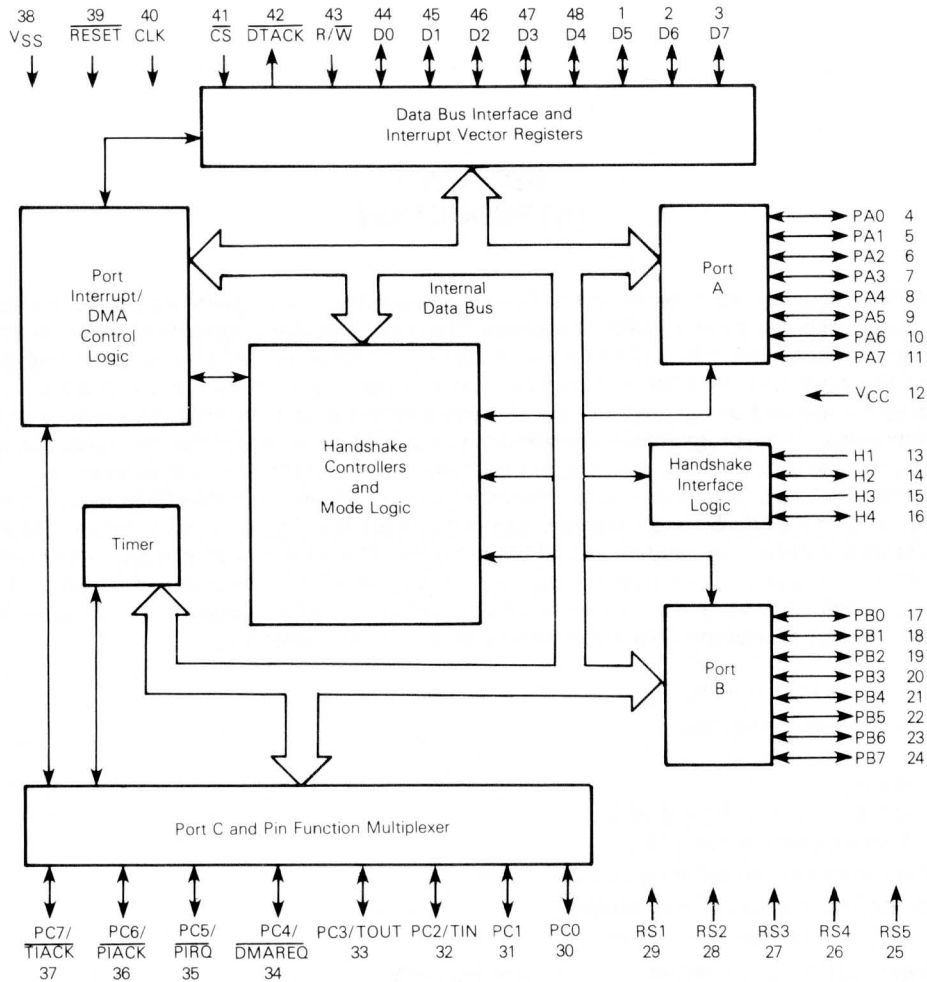 38 39 40 41 42 43 44 45 46 47 48 1 2 3
VSS RESET CLK CS DTACK R/W D0 D1 D2 D3 D4 D5 D6 D7
Data Bus Interface and
Interrupt Vector Registers
Port
Interrupt/
DMA
Control
Logic
Internal
Data Bus
Port
A
PA0 4
PA1 5
PA2 6
PA3 7
PA4 8
PA5 9
PA6 10
PA7 11
VCC 12
Handshake
Controllers
and
Mode Logic
Handshake
Interface
Logic
H1 13
H2 14
H3 15
H4 16
Timer
Port
B
PB0 17
PB1 18
PB2 19
PB3 20
PB4 21
PB5 22
PB6 23
PB7 24
Port C and Pin Function Multiplexer
PC7/ PC6/ PC5/ PC4/ PC3/TOUT PC2/TIN PC1 PC0
TIACK PIACK PIRQ DMAREQ
37 36 35 34 33 32 31 30
RS1 RS2 RS3 RS4 RS5
29 28 27 26 25